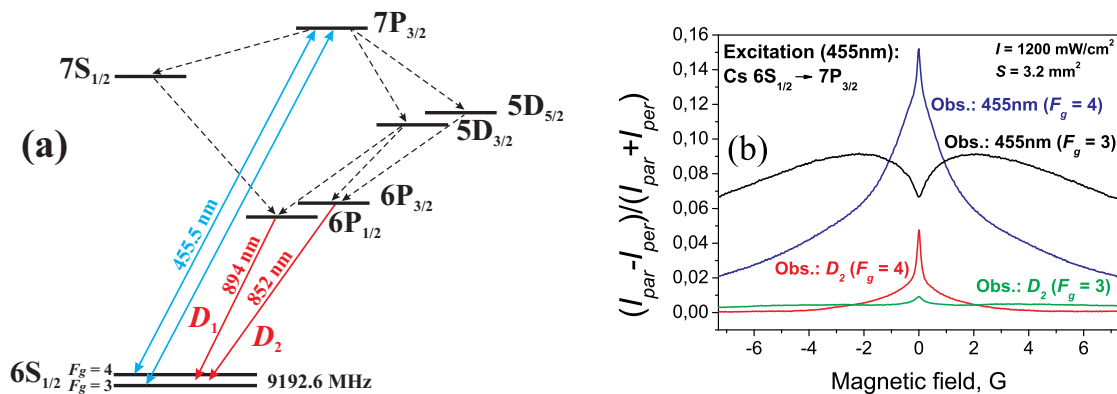 7P3/2
7S1/2
5D5/2
5D3/2
(a)
6P3/2
6P1/2
455.5 nm
894 nm
852 nm
D1
D2
6S1/2
Fg = 4
Fg = 3
9192.6 MHz
0,16
0,14
0,12
0,10
0,08
0,06
0,04
0,02
0,00
(Ipar-Iper)/(Ipar+Iper)
Excitation (455nm):
Cs 6S1/2 → 7P3/2
I = 1200 mW/cm2
S = 3.2 mm2
Obs.: 455nm (Fg = 4)
Obs.: 455nm (Fg = 3)
(b)
Obs.: D2 (Fg = 4)
Obs.: D2 (Fg = 3)
-6 -4 -2 0 2 4 6
Magnetic field, G